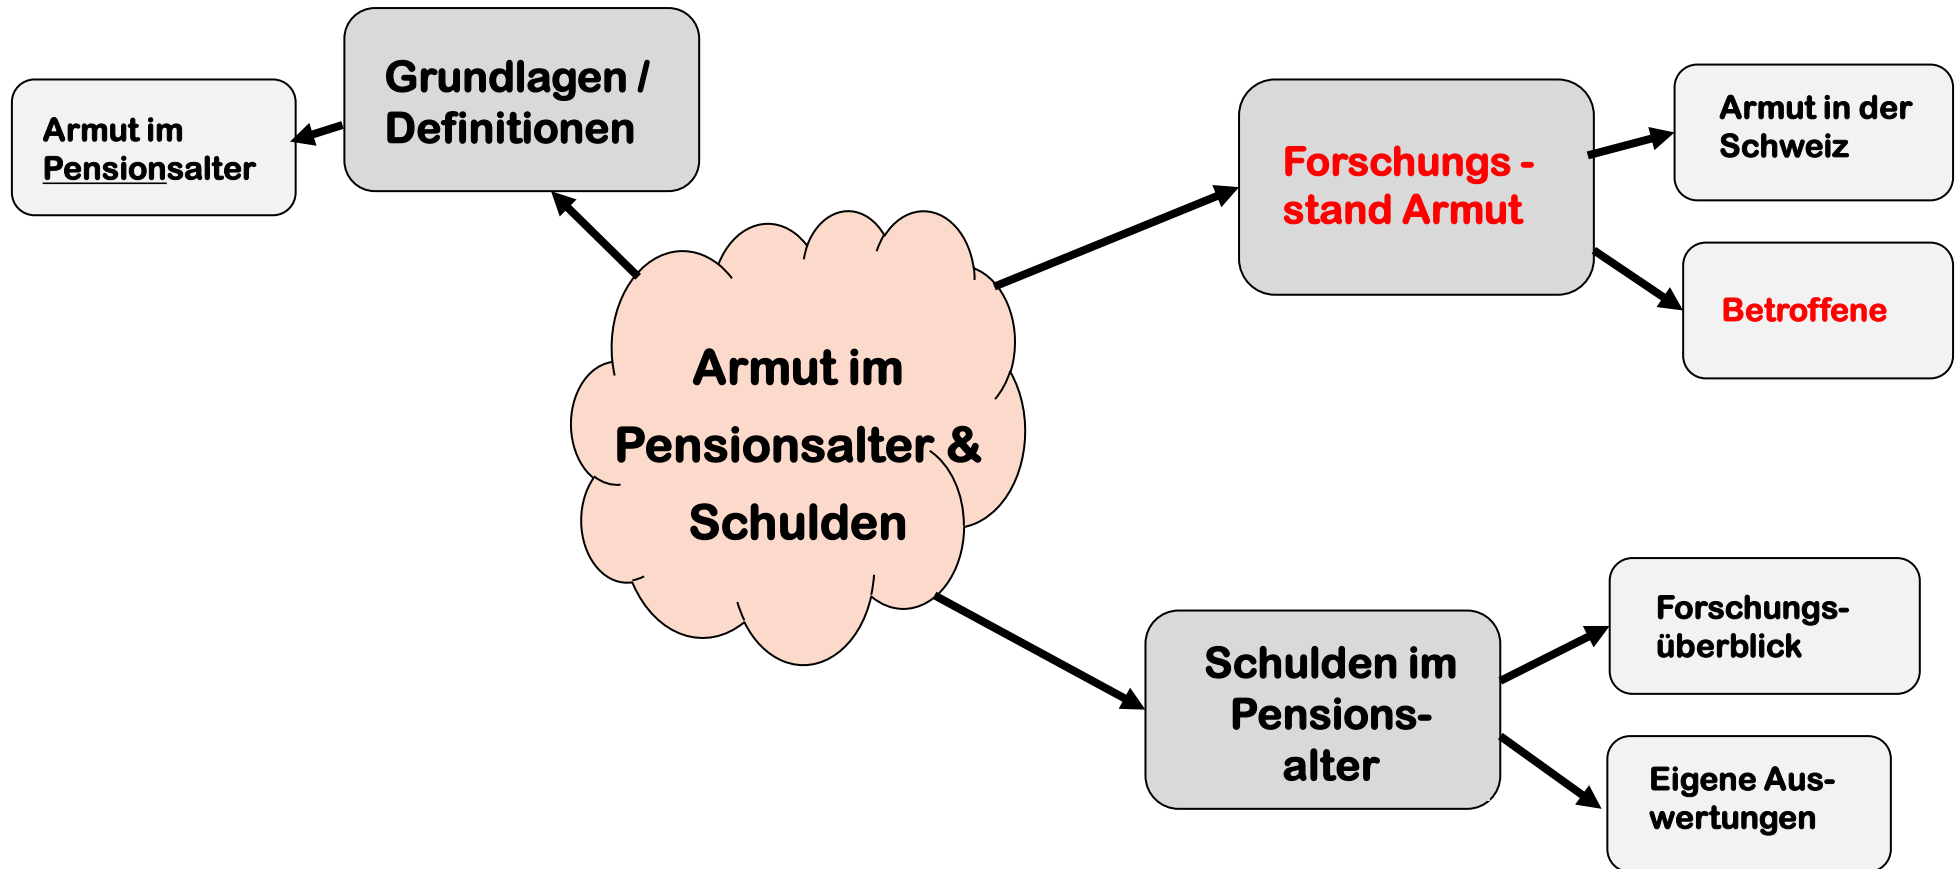 Grundlagen /
Definitionen
Armut im
Pensionsalter
Forschungs -
stand Armut
Armut in der
Schweiz
Betroffene
Armut im
Pensionsalter &
Schulden
Schulden im
Pensions-
alter
Forschungs-
überblick
Eigene Aus-
wertungen